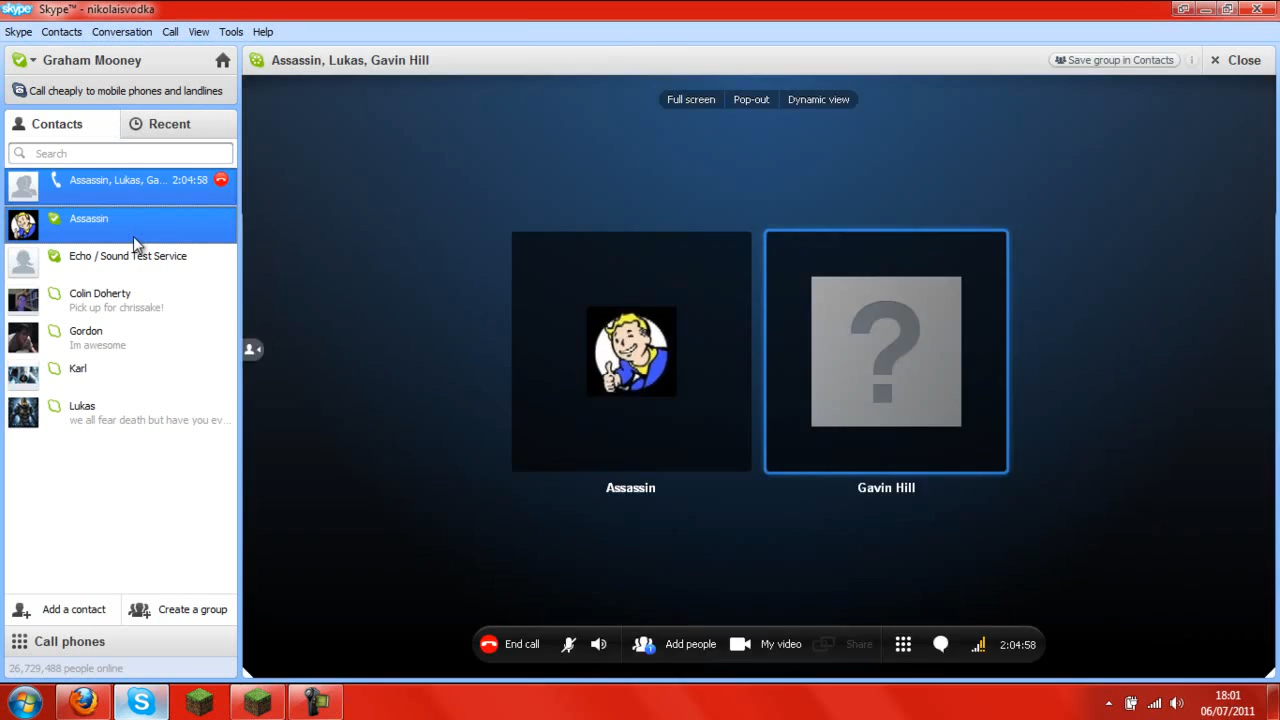 Skype™ - nikolaisvodka
Skype Contacts Conversation Call View Tools Help
Graham Mooney
Call cheaply to mobile phones and landlines
Contacts Recent
Search
Assassin, Lukas, Ga... 2:04:58
Assassin
Echo / Sound Test Service
Colin Doherty
Pick up for chrissake!
Gordon
Im awesome
Karl
Lukas
we all fear death but have you ev...
Add a contact Create a group
Call phones
26,729,488 people online
Assassin, Lukas, Gavin Hill
Save group in Contacts
Close
Full screen Pop-out Dynamic view
?
Assassin
Gavin Hill
End call Add people My video Share 2:04:58
18:01
06/07/2011